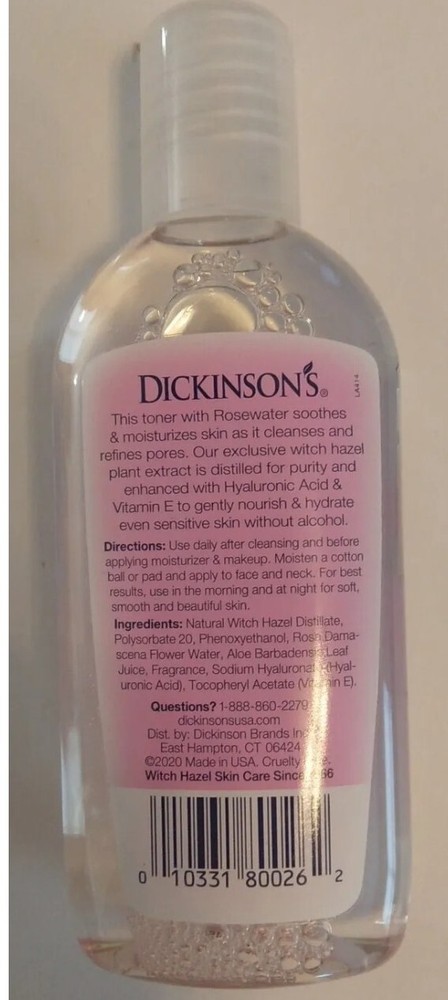 DICKINSON'S®
LA414
This toner with Rosewater soothes
& moisturizes skin as it cleanses and
refines pores. Our exclusive witch hazel
plant extract is distilled for purity and
enhanced with Hyaluronic Acid &
Vitamin E to gently nourish & hydrate
even sensitive skin without alcohol.
Directions: Use daily after cleansing and before
applying moisturizer & makeup. Moisten a cotton
ball or pad and apply to face and neck. For best
results, use in the morning and at night for soft,
smooth and beautiful skin.
Ingredients: Natural Witch Hazel Distillate,
Polysorbate 20, Phenoxyethanol, Rosa Dama-
scena Flower Water, Aloe Barbadensis Leaf
Juice, Fragrance, Sodium Hyaluronate (Hyal-
uronic Acid), Tocopheryl Acetate (Vitamin E).
Questions? 1-888-860-2279
dickinsonsusa.com
Dist. by: Dickinson Brands Inc
East Hampton, CT 06424
©2020 Made in USA. Cruelty
Witch Hazel Skin Care Since
0 10331 80026 2